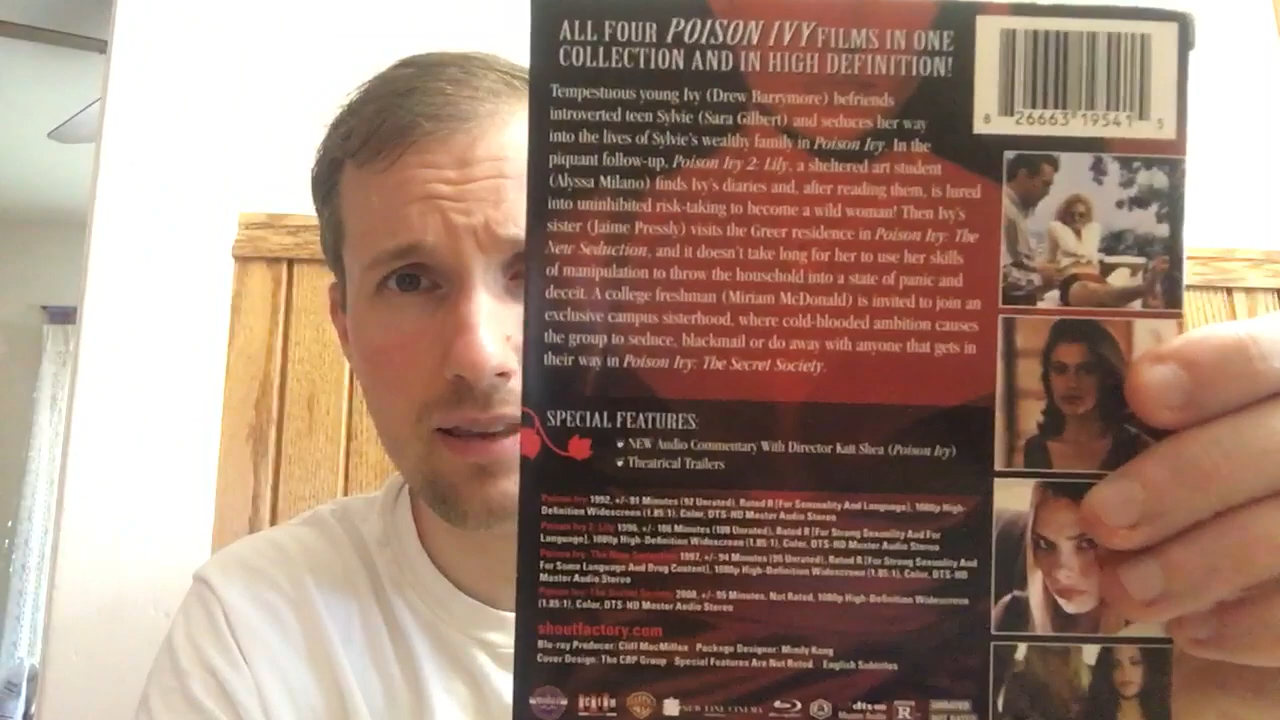 ALL FOUR POISON IVY FILMS IN ONE
COLLECTION AND IN HIGH DEFINITION!
Tempestuous young Ivy (Drew Barrymore) befriends
introverted teen Sylvie (Sara Gilbert) and seduces her way
into the lives of Sylvie's wealthy family in Poison Ivy. In the
piquant follow-up, Poison Ivy 2: Lily, a sheltered art student
(Alyssa Milano) finds Ivy's diaries and, after reading them, is lured
into uninhibited risk-taking to become a wild woman! Then Ivy's
sister (Jaime Pressly) visits the Greer residence in Poison Ivy: The
New Seduction, and it doesn't take long for her to use her skills
of manipulation to throw the household into a state of panic and
deceit. A college freshman (Miriam McDonald) is invited to join an
exclusive campus sisterhood, where cold-blooded ambition causes
the group to seduce, blackmail or do away with anyone that gets in
their way in Poison Ivy: The Secret Society.
8 26663 19541 5
SPECIAL FEATURES:
NEW Audio Commentary With Director Katt Shea (Poison Ivy)
Theatrical Trailers
Poison Ivy 1992, +/- 91 Minutes (92 Unrated), Rated R [For Sensuality And Language], 1080p High-
Definition Widescreen (1.85:1), Color, DTS-HD Master Audio Stereo
Poison Ivy 2: Lily 1996, +/- 106 Minutes (108 Unrated), Rated R [For Strong Sexuality And For
Language], 1080p High-Definition Widescreen (1.85:1), Color, DTS-HD Master Audio Stereo
Poison Ivy: The New Seduction 1997, +/- 94 Minutes (95 Unrated), Rated R [For Strong Sexuality And
For Some Language And Drug Content], 1080p High-Definition Widescreen (1.85:1), Color, DTS-HD
Master Audio Stereo
Poison Ivy: The Secret Society 2008, +/- 95 Minutes, Not Rated, 1080p High-Definition Widescreen
(1.85:1), Color, DTS-HD Master Audio Stereo
shoutfactory.com
Blu-ray Producer: Cliff MacMillan Package Designer: Mindy Kang
Cover Design: The CRP Group Special Features Are Not Rated. English Subtitles
NEW LINE CINEMA Blu-ray dts Master Audio R